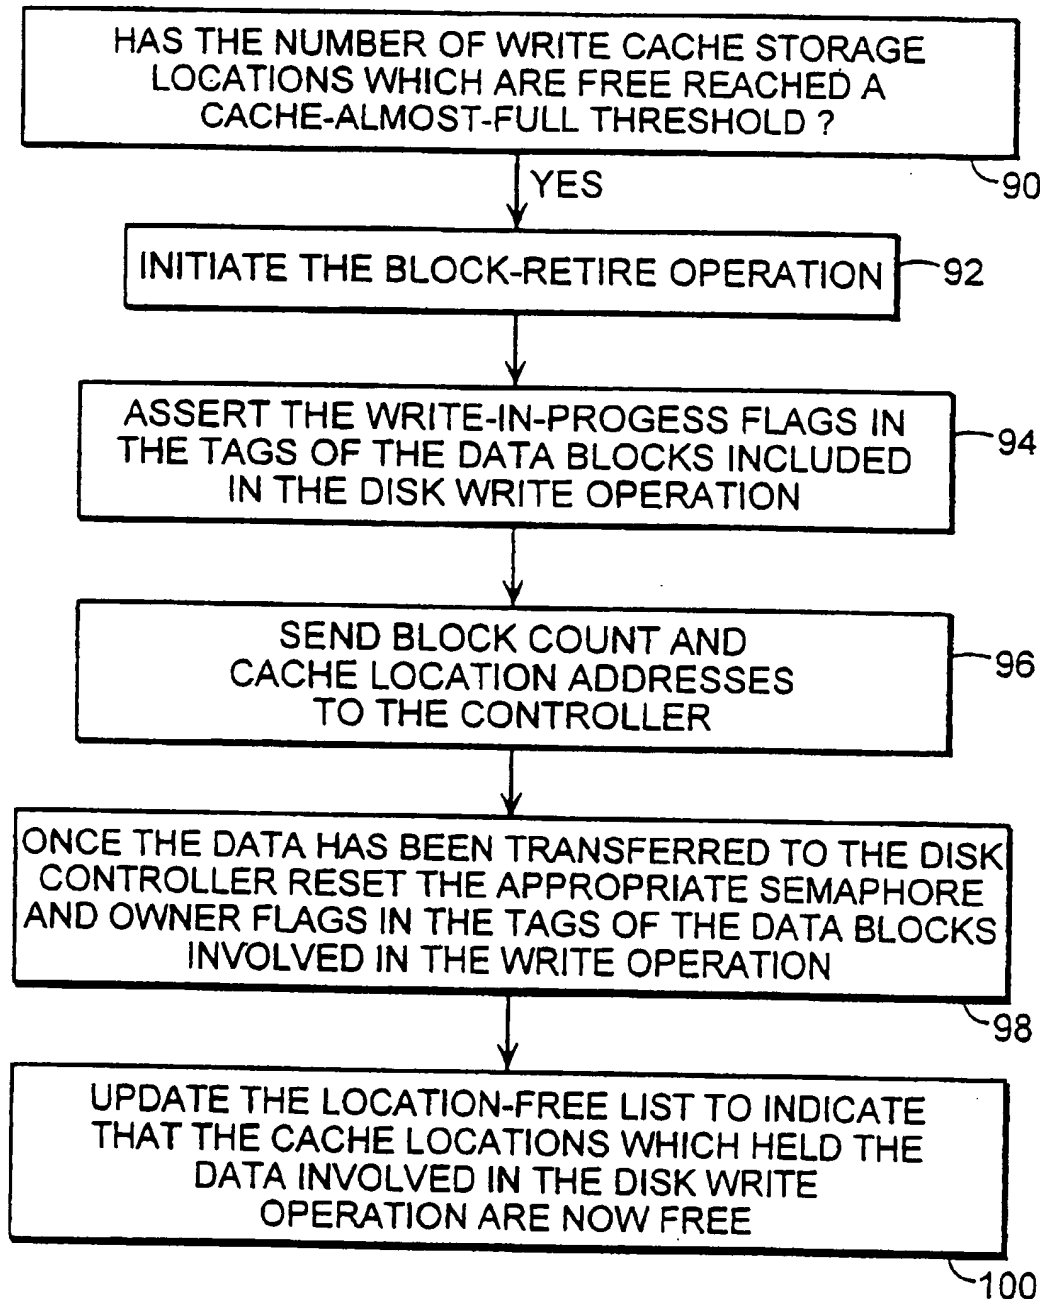 HAS THE NUMBER OF WRITE CACHE STORAGE
LOCATIONS WHICH ARE FREE REACHED A
CACHE-ALMOST-FULL THRESHOLD ?
90
YES
INITIATE THE BLOCK-RETIRE OPERATION
92
ASSERT THE WRITE-IN-PROGESS FLAGS IN
THE TAGS OF THE DATA BLOCKS INCLUDED
IN THE DISK WRITE OPERATION
94
SEND BLOCK COUNT AND
CACHE LOCATION ADDRESSES
TO THE CONTROLLER
96
ONCE THE DATA HAS BEEN TRANSFERRED TO THE DISK
CONTROLLER RESET THE APPROPRIATE SEMAPHORE
AND OWNER FLAGS IN THE TAGS OF THE DATA BLOCKS
INVOLVED IN THE WRITE OPERATION
98
UPDATE THE LOCATION-FREE LIST TO INDICATE
THAT THE CACHE LOCATIONS WHICH HELD THE
DATA INVOLVED IN THE DISK WRITE
OPERATION ARE NOW FREE
100